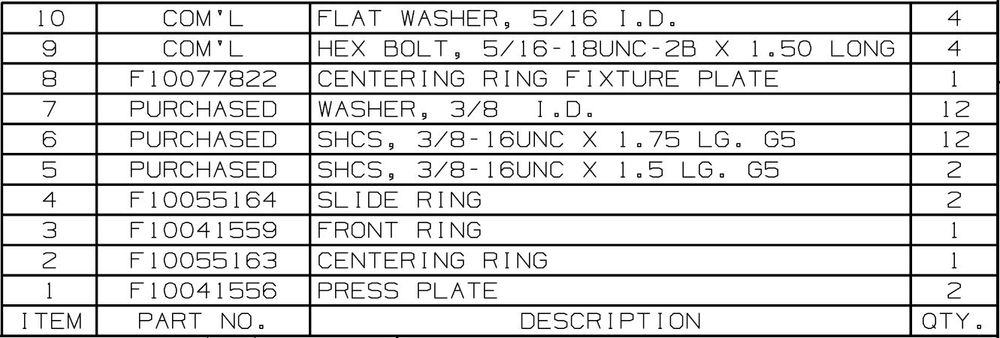 10 COM'L FLAT WASHER, 5/16 I.D. 4
9 COM'L HEX BOLT, 5/16-18UNC-2B X 1.50 LONG 4
8 F10077822 CENTERING RING FIXTURE PLATE 1
7 PURCHASED WASHER, 3/8 I.D. 12
6 PURCHASED SHCS, 3/8-16UNC X 1.75 LG. G5 12
5 PURCHASED SHCS, 3/8-16UNC X 1.5 LG. G5 2
4 F10055164 SLIDE RING 2
3 F10041559 FRONT RING 1
2 F10055163 CENTERING RING 1
1 F10041556 PRESS PLATE 2
ITEM PART NO. DESCRIPTION QTY.